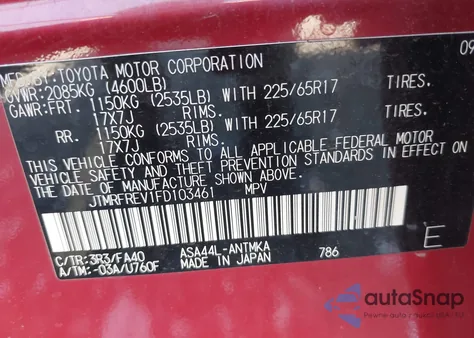 MFD BY: TOYOTA MOTOR CORPORATION 09
GVWR: 2085KG (4600LB)
GAWR: FRT. 1150KG (2535LB) WITH 225/65R17 TIRES.
17X7J RIMS.
RR. 1150KG (2535LB) WITH 225/65R17 TIRES.
17X7J RIMS.
THIS VEHICLE CONFORMS TO ALL APPLICABLE FEDERAL MOTOR
VEHICLE SAFETY AND BUMPER STANDARDS IN EFFECT ON
THE DATE OF MANUFACTURE SHOWN ABOVE.
JTMRFREV1FD103461 MPV
C/TR: 3R3/FA40 ASA44L-ANTMKA 786
A/TM: -03A/U760F MADE IN JAPAN
E
autaSnap